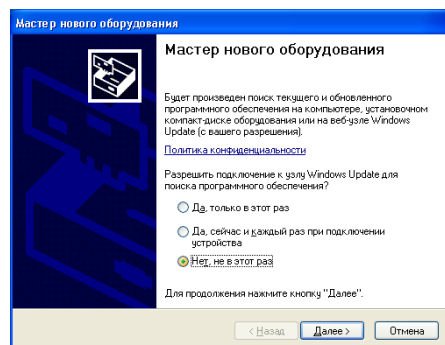 Мастер нового оборудования
Мастер нового оборудования
Будет произведен поиск текущего и обновленного
программного обеспечения на компьютере, установочном
компакт-диске оборудования или на веб-узле Windows
Update (с вашего разрешения).
Политика конфиденциальности
Разрешить подключение к узлу Windows Update для
поиска программного обеспечения?
Да, только в этот раз
Да, сейчас и каждый раз при подключении
устройства
Нет, не в этот раз
Для продолжения нажмите кнопку "Далее".
< Назад
Далее >
Отмена